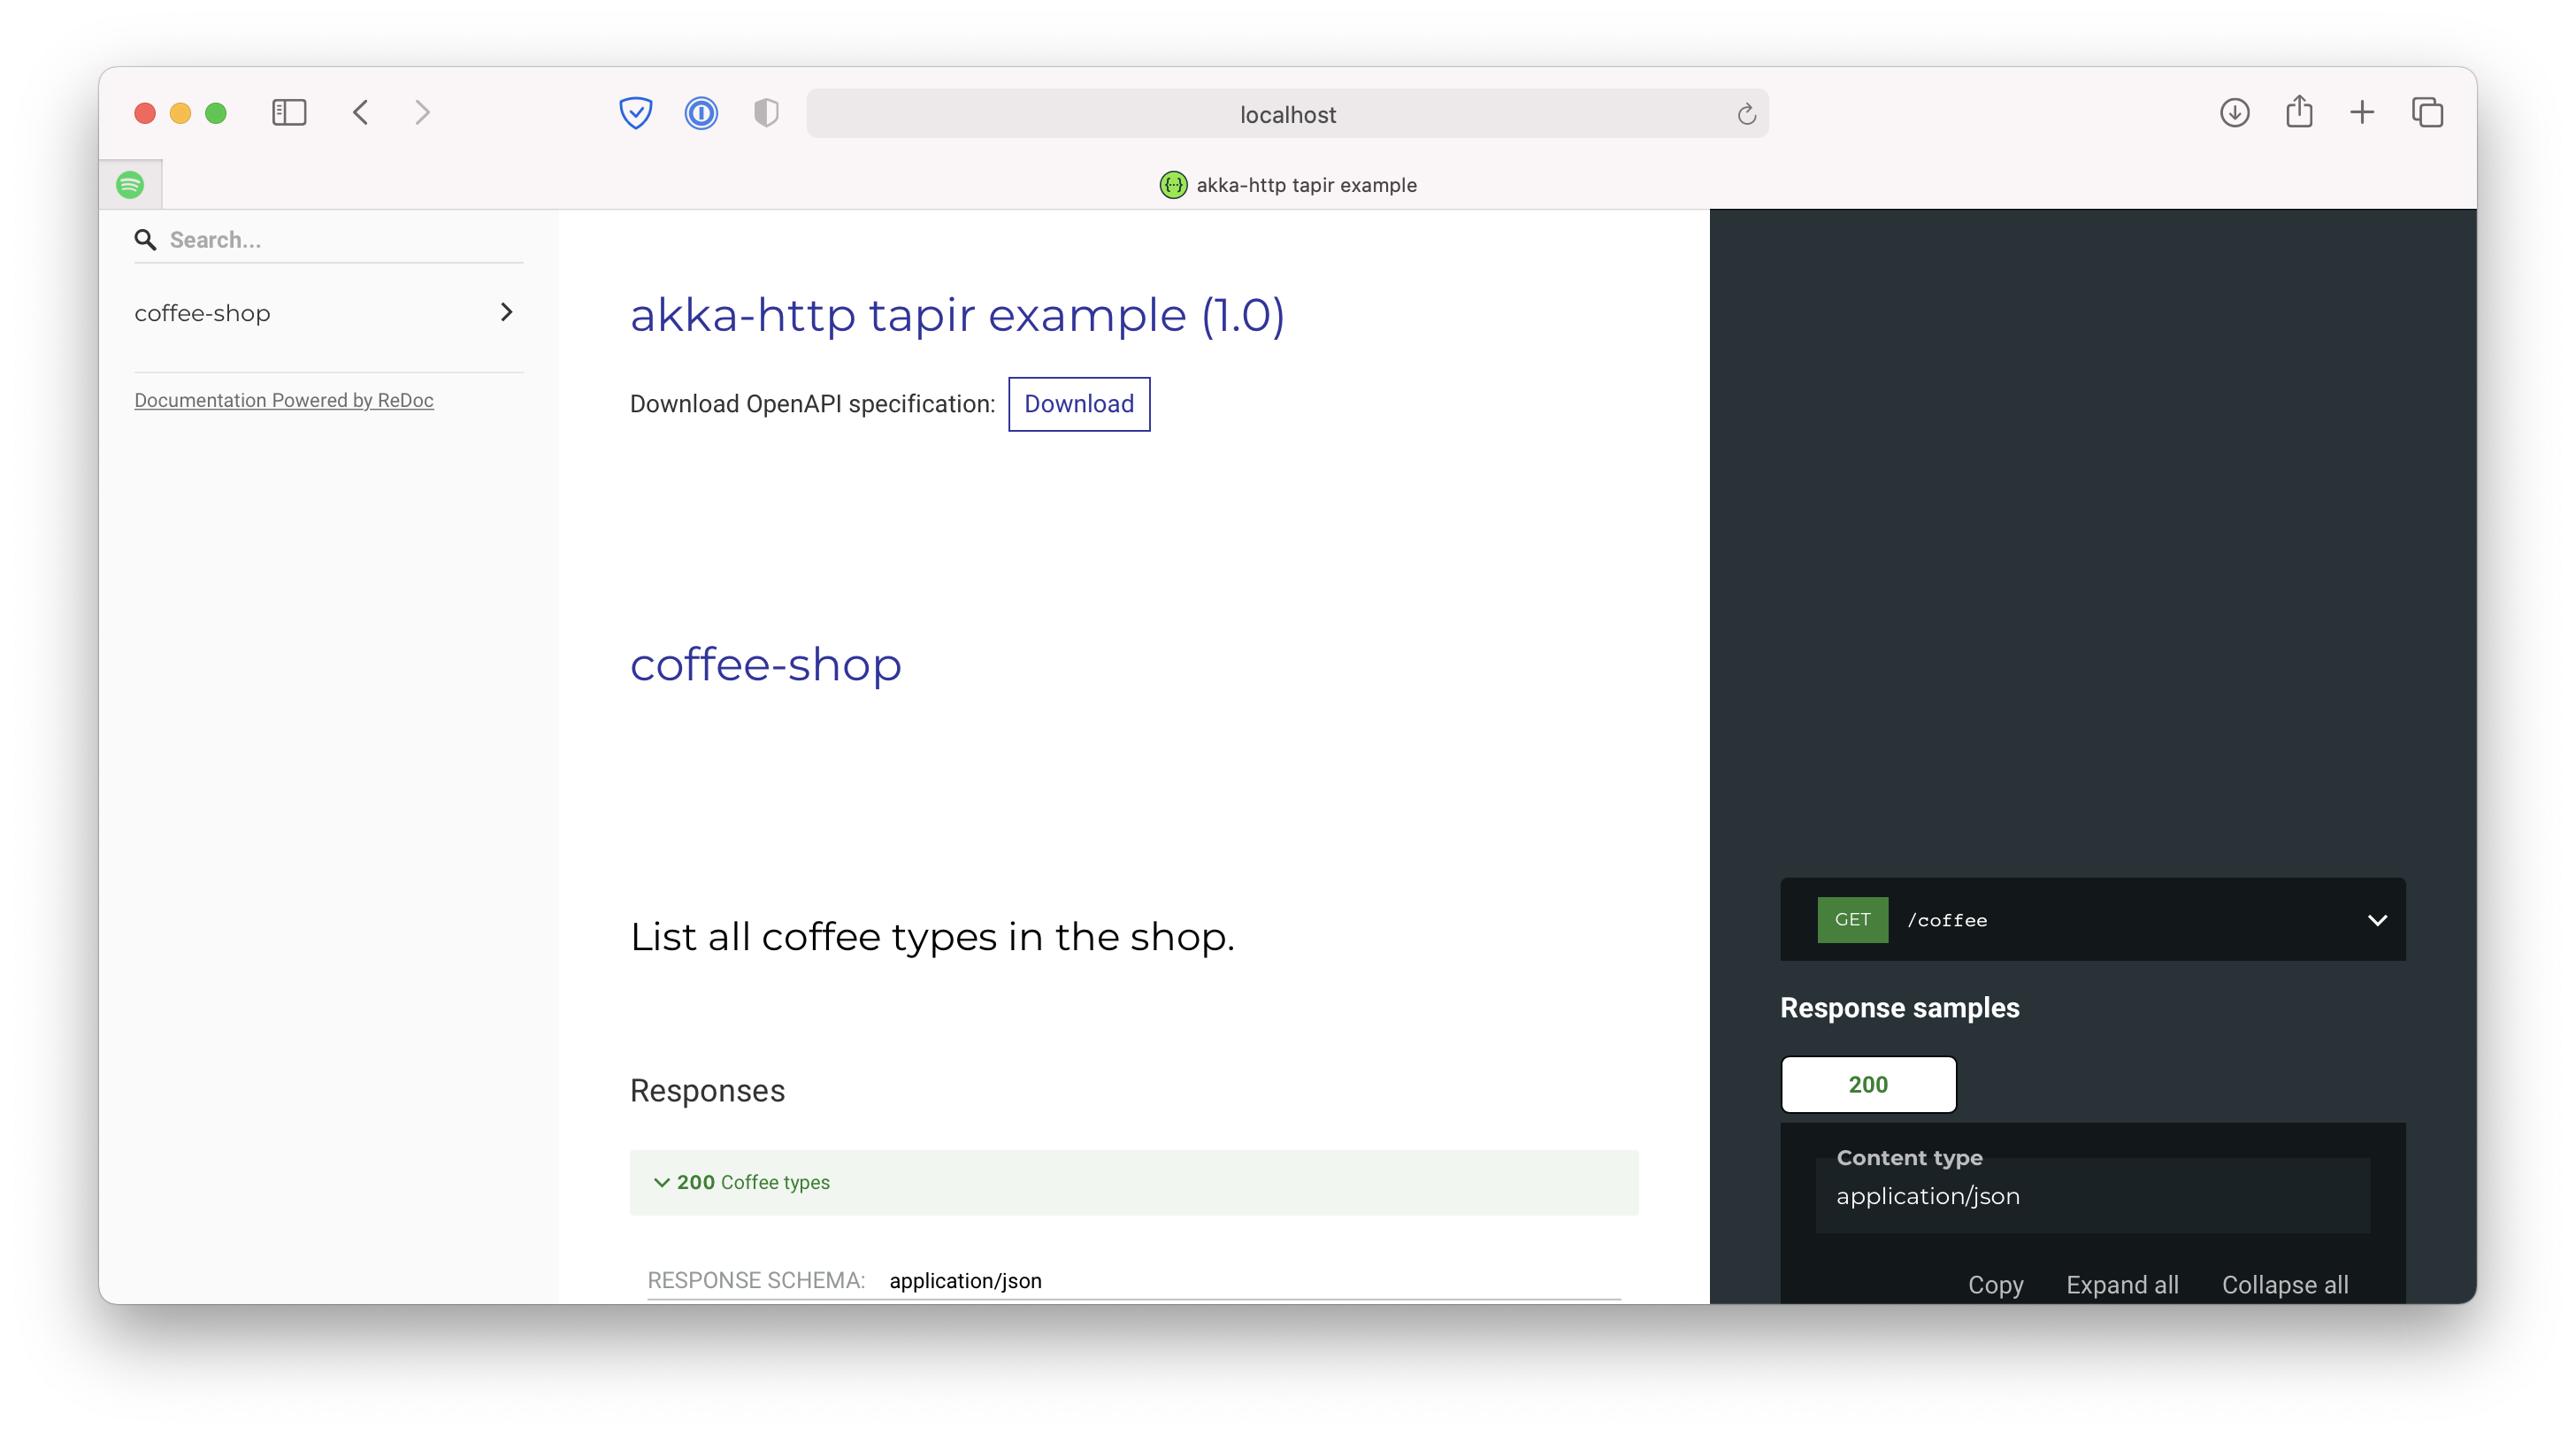 localhost
akka-http tapir example
Search...
coffee-shop
Documentation Powered by ReDoc
akka-http tapir example (1.0)
Download OpenAPI specification: Download
coffee-shop
List all coffee types in the shop.
Responses
200 Coffee types
RESPONSE SCHEMA: application/json
GET /coffee
Response samples
200
Content type
application/json
Copy Expand all Collapse all